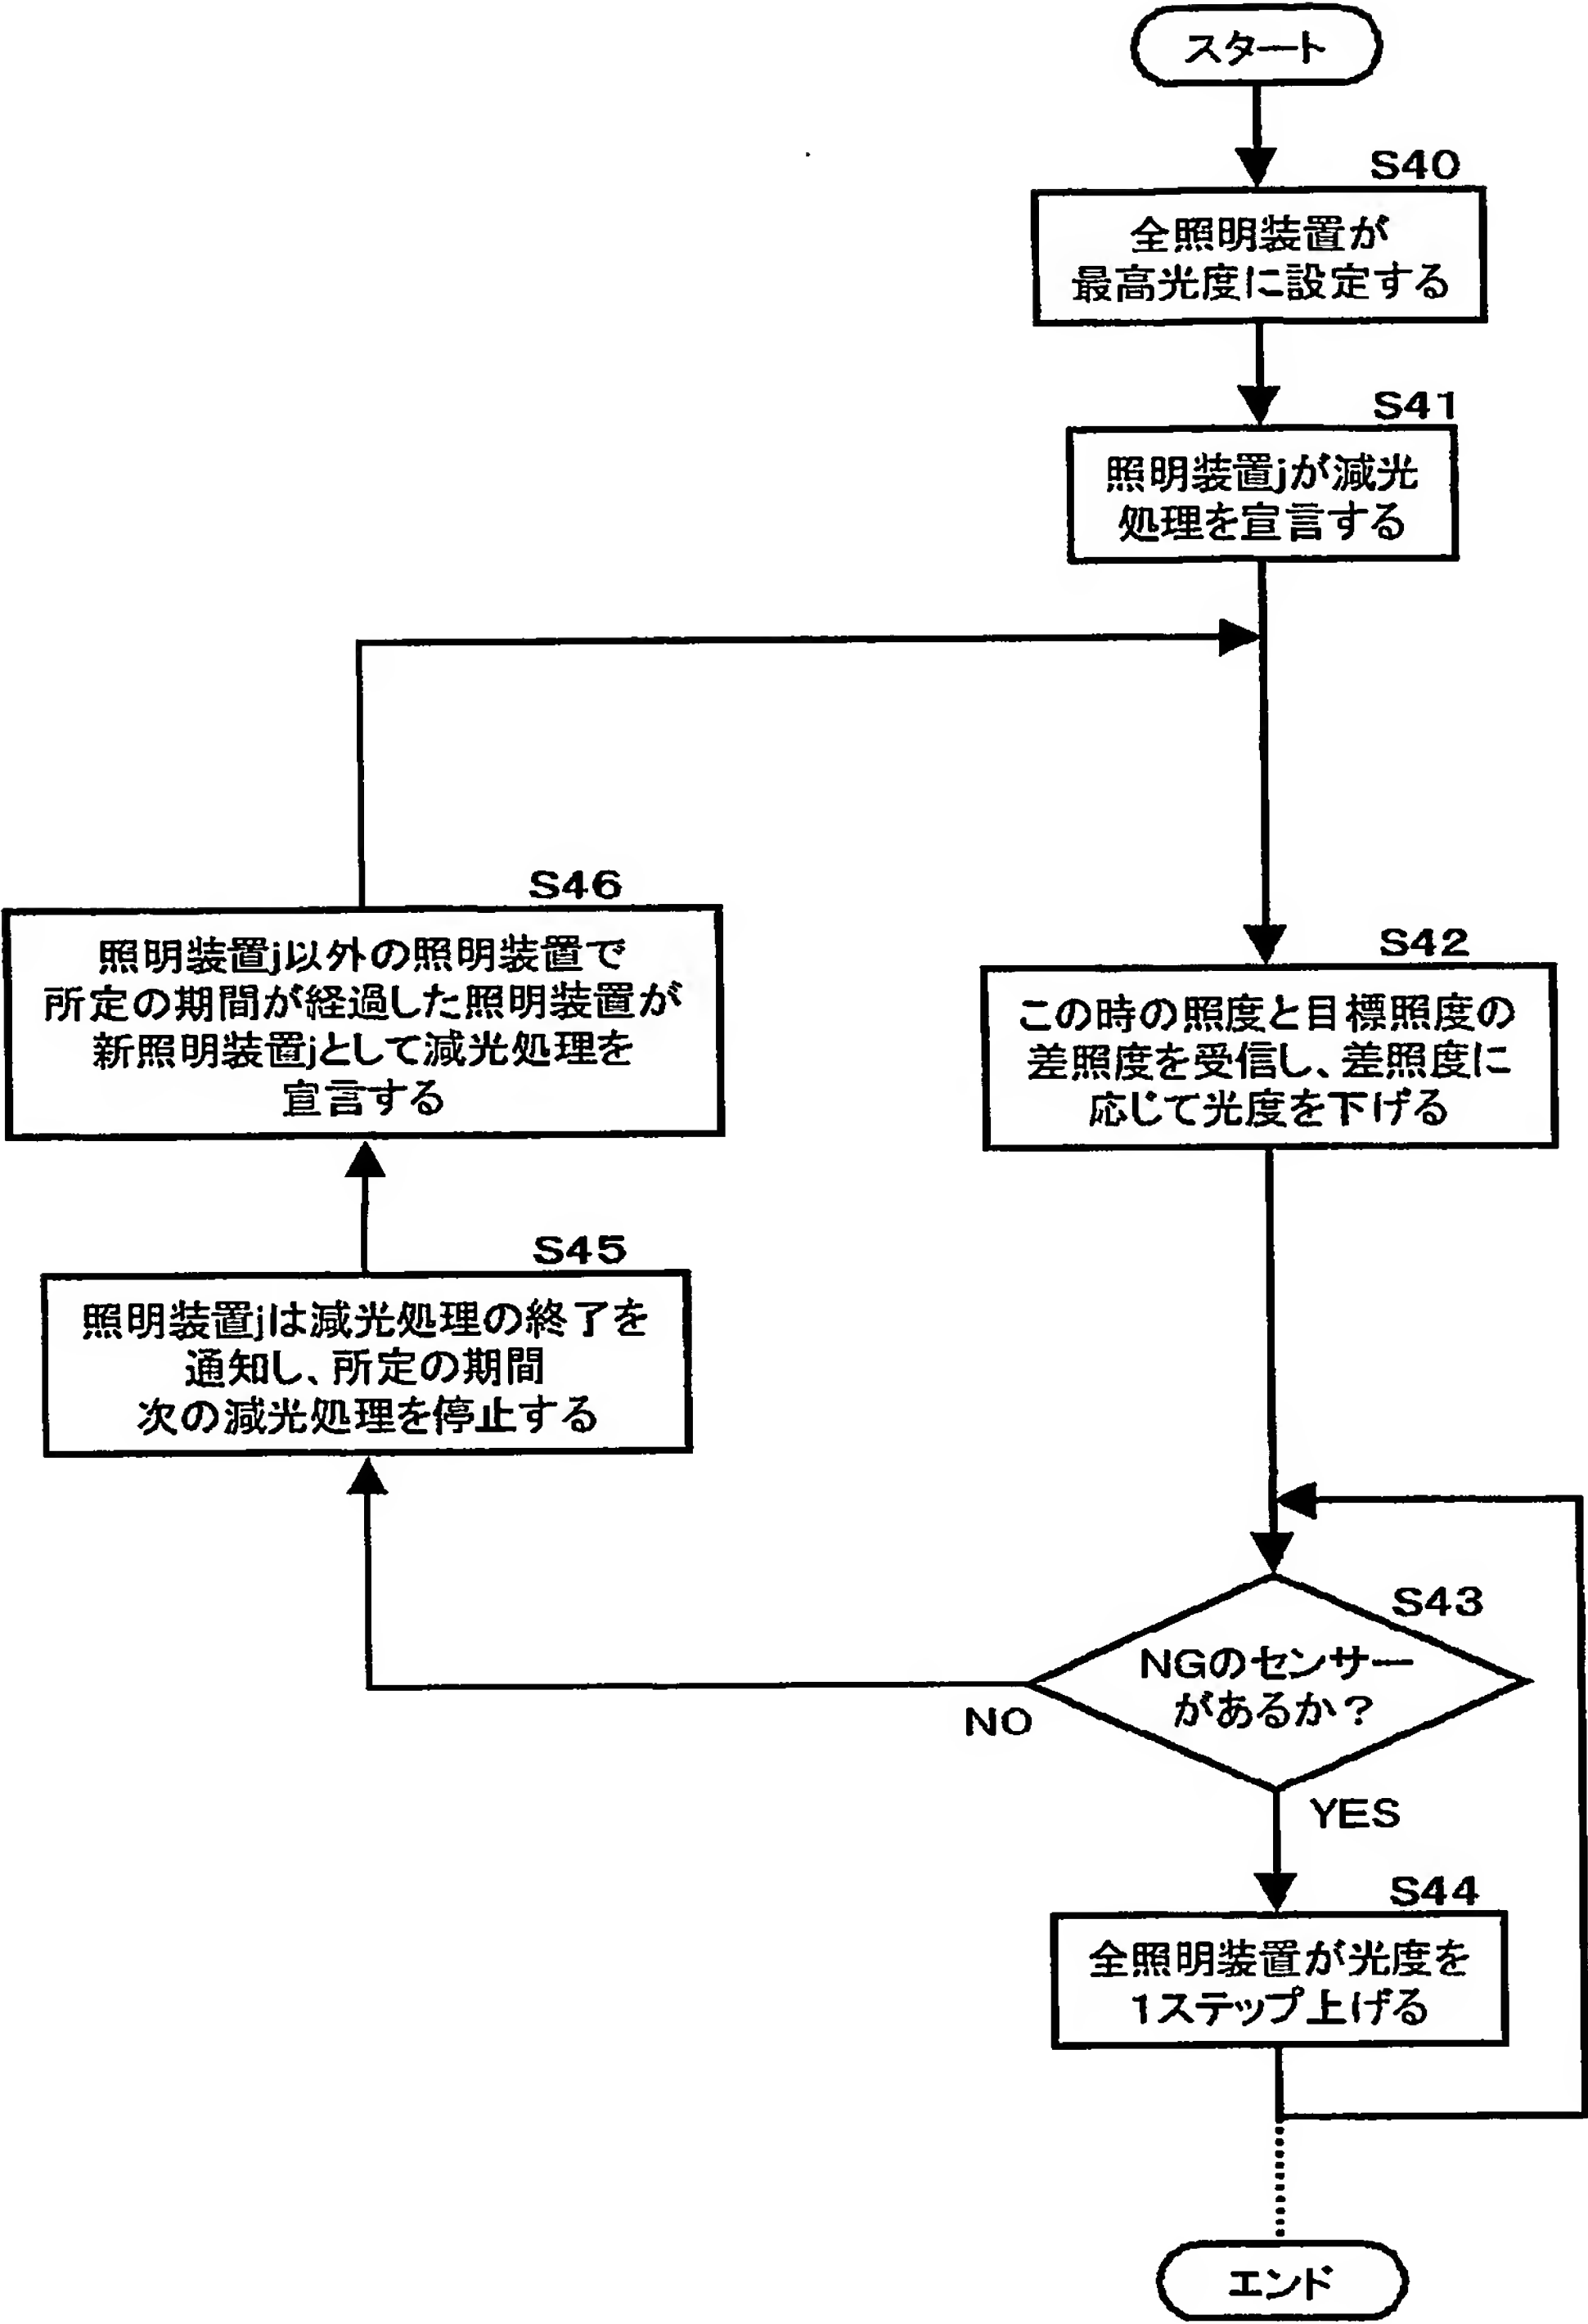 スタート
S40
全照明装置が
最高光度に設定する
S41
照明装置jが減光
処理を宣言する
S46
照明装置j以外の照明装置で
所定の期間が経過した照明装置が
新照明装置jとして減光処理を
宣言する
S42
この時の照度と目標照度の
差照度を受信し、差照度に
応じて光度を下げる
S45
照明装置jは減光処理の終了を
通知し、所定の期間
次の減光処理を停止する
S43
NGのセンサー
があるか？
NO
YES
S44
全照明装置が光度を
1ステップ上げる
エンド